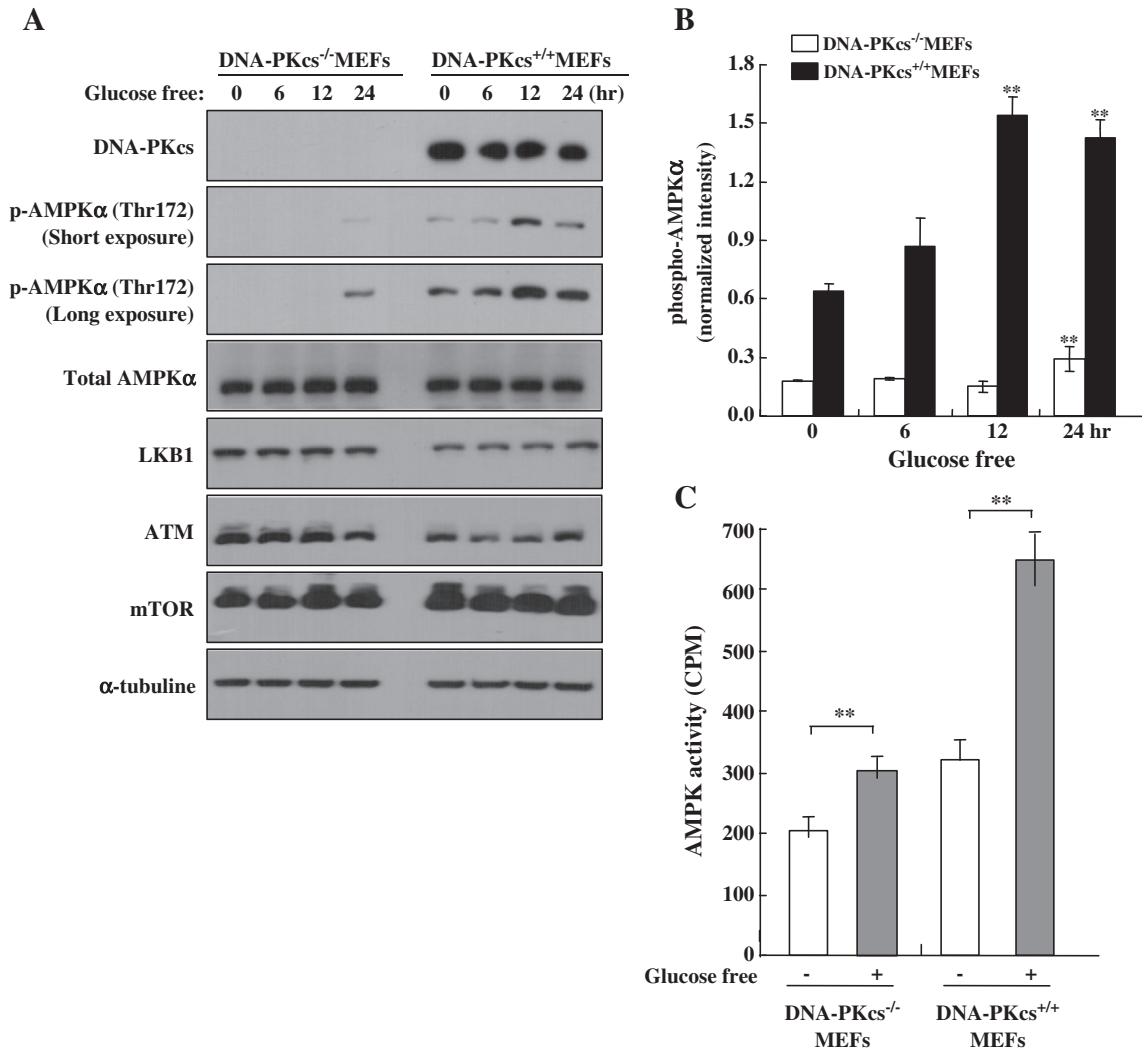 A
DNA-PKcs-/-MEFs DNA-PKcs+/+MEFs
Glucose free: 0 6 12 24 0 6 12 24 (hr)
DNA-PKcs
p-AMPKα (Thr172)
(Short exposure)
p-AMPKα (Thr172)
(Long exposure)
Total AMPKα
LKB1
ATM
mTOR
α-tubuline
B
DNA-PKcs-/-MEFs
DNA-PKcs+/+MEFs
phospho-AMPKα
(normalized intensity)
1.8
1.5
1.2
0.9
0.6
0.3
0.0
** ** **
0 6 12 24 hr
Glucose free
C
AMPK activity (CPM)
700
600
500
400
300
200
100
0
** **
Glucose free - + - +
DNA-PKcs-/- DNA-PKcs+/+
MEFs MEFs